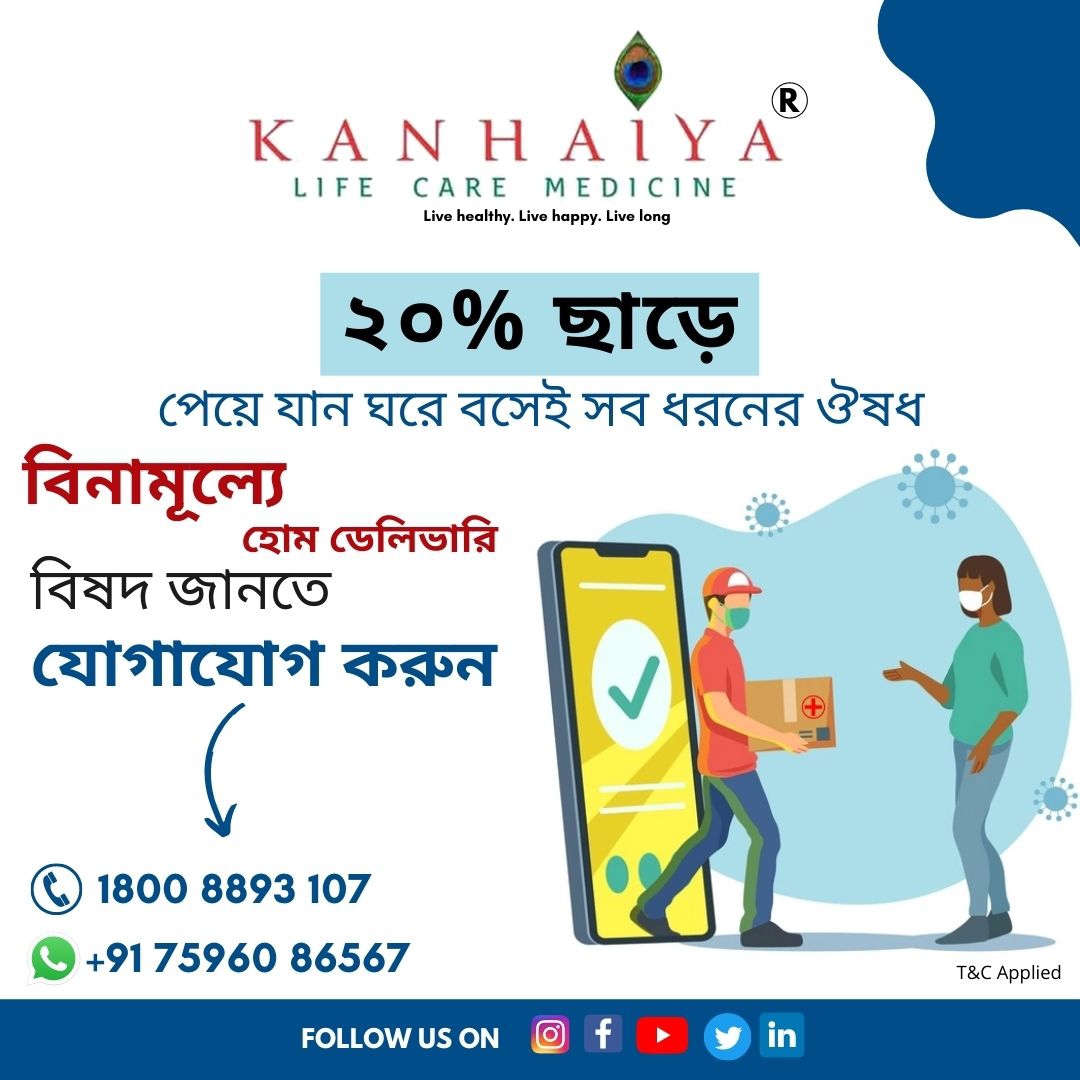 KANHAIYA®
LIFE CARE MEDICINE
Live healthy. Live happy. Live long
২০% ছাড়ে
পেয়ে যান ঘরে বসেই সব ধরনের ঔষধ
বিনামূল্যে
হোম ডেলিভারি
বিষদ জানতে
যোগাযোগ করুন
1800 8893 107
+91 75960 86567
T&C Applied
FOLLOW US ON